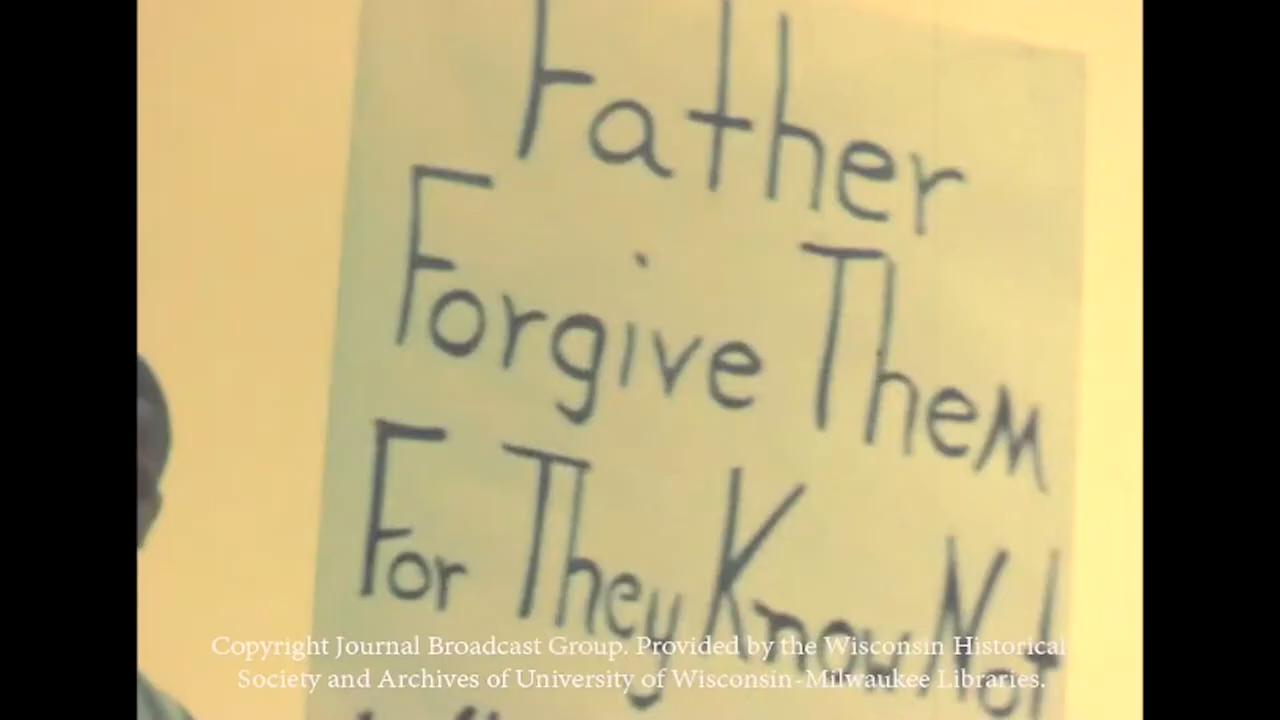 Father
Forgive Them
For They Know Not
Copyright Journal Broadcast Group. Provided by the Wisconsin Historical
Society and Archives of University of Wisconsin-Milwaukee Libraries.